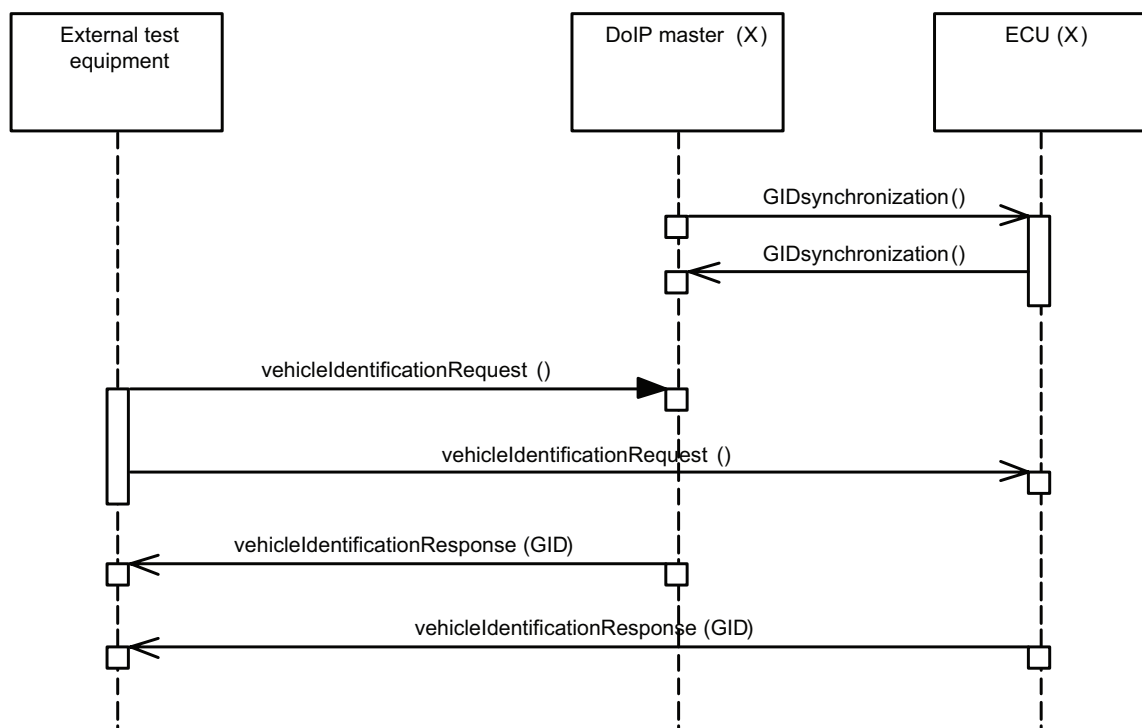 External test
equipment
DoIP master (X)
ECU (X)
GIDsynchronization()
GIDsynchronization()
vehicleIdentificationRequest ()
vehicleIdentificationRequest ()
vehicleIdentificationResponse (GID)
vehicleIdentificationResponse (GID)